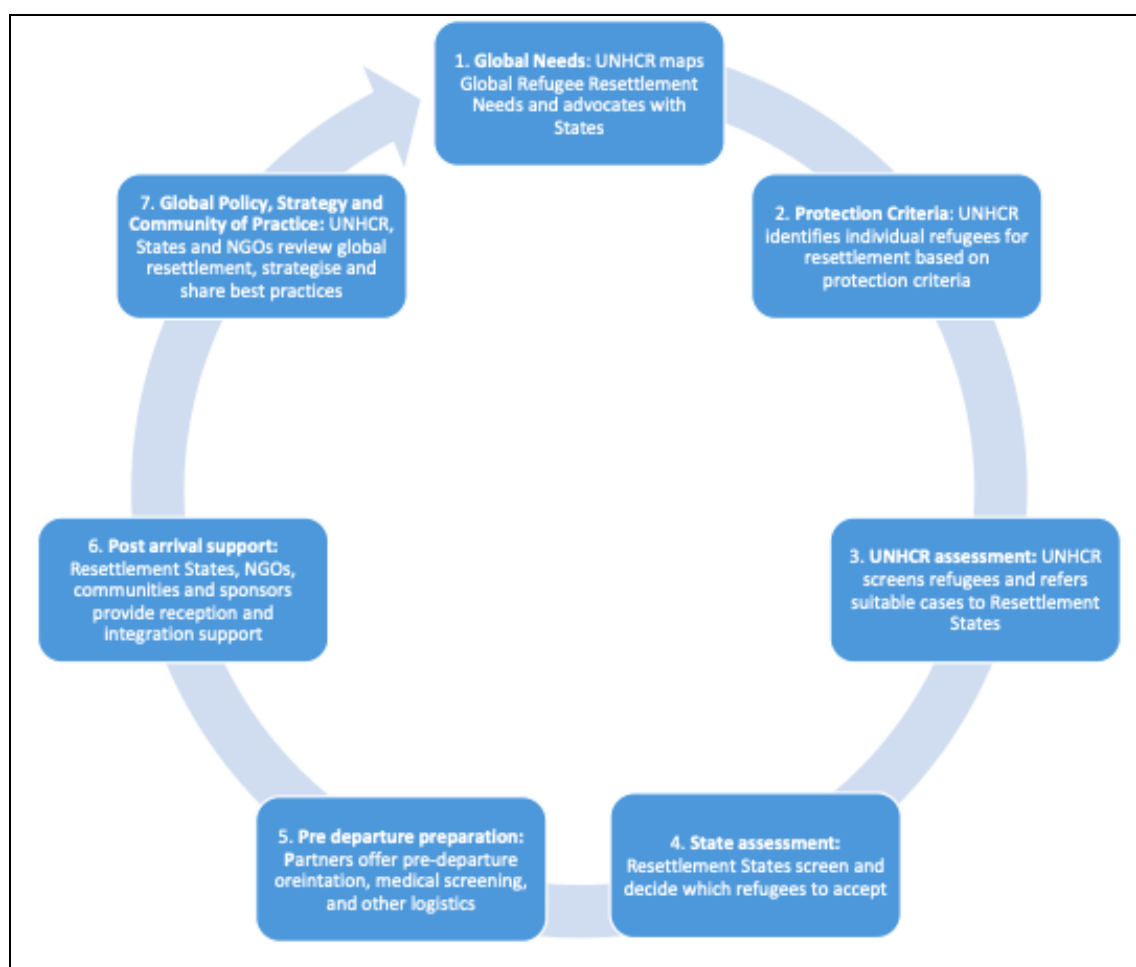 1. Global Needs: UNHCR maps
Global Refugee Resettlement
Needs and advocates with
States
2. Protection Criteria: UNHCR
identifies individual refugees for
resettlement based on
protection criteria
3. UNHCR assessment: UNHCR
screens refugees and refers
suitable cases to Resettlement
States
4. State assessment:
Resettlement States screen and
decide which refugees to accept
5. Pre departure preparation:
Partners offer pre-departure
oreintation, medical screening,
and other logistics
6. Post arrival support:
Resettlement States, NGOs,
communities and sponsors
provide reception and
integration support
7. Global Policy, Strategy and
Community of Practice: UNHCR,
States and NGOs review global
resettlement, strategise and
share best practices